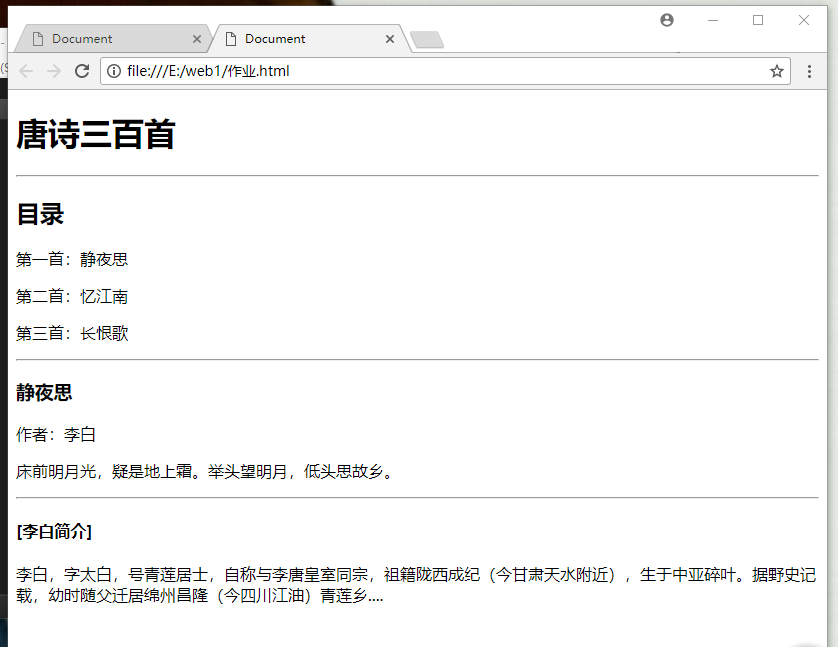 Document
Document
file:///E:/web1/作业.html
唐诗三百首
目录
第一首：静夜思
第二首：忆江南
第三首：长恨歌
静夜思
作者：李白
床前明月光，疑是地上霜。举头望明月，低头思故乡。
[李白简介]
李白，字太白，号青莲居士，自称与李唐皇室同宗，祖籍陇西成纪（今甘肃天水附近），生于中亚碎叶。据野史记
载，幼时随父迁居绵州昌隆（今四川江油）青莲乡....